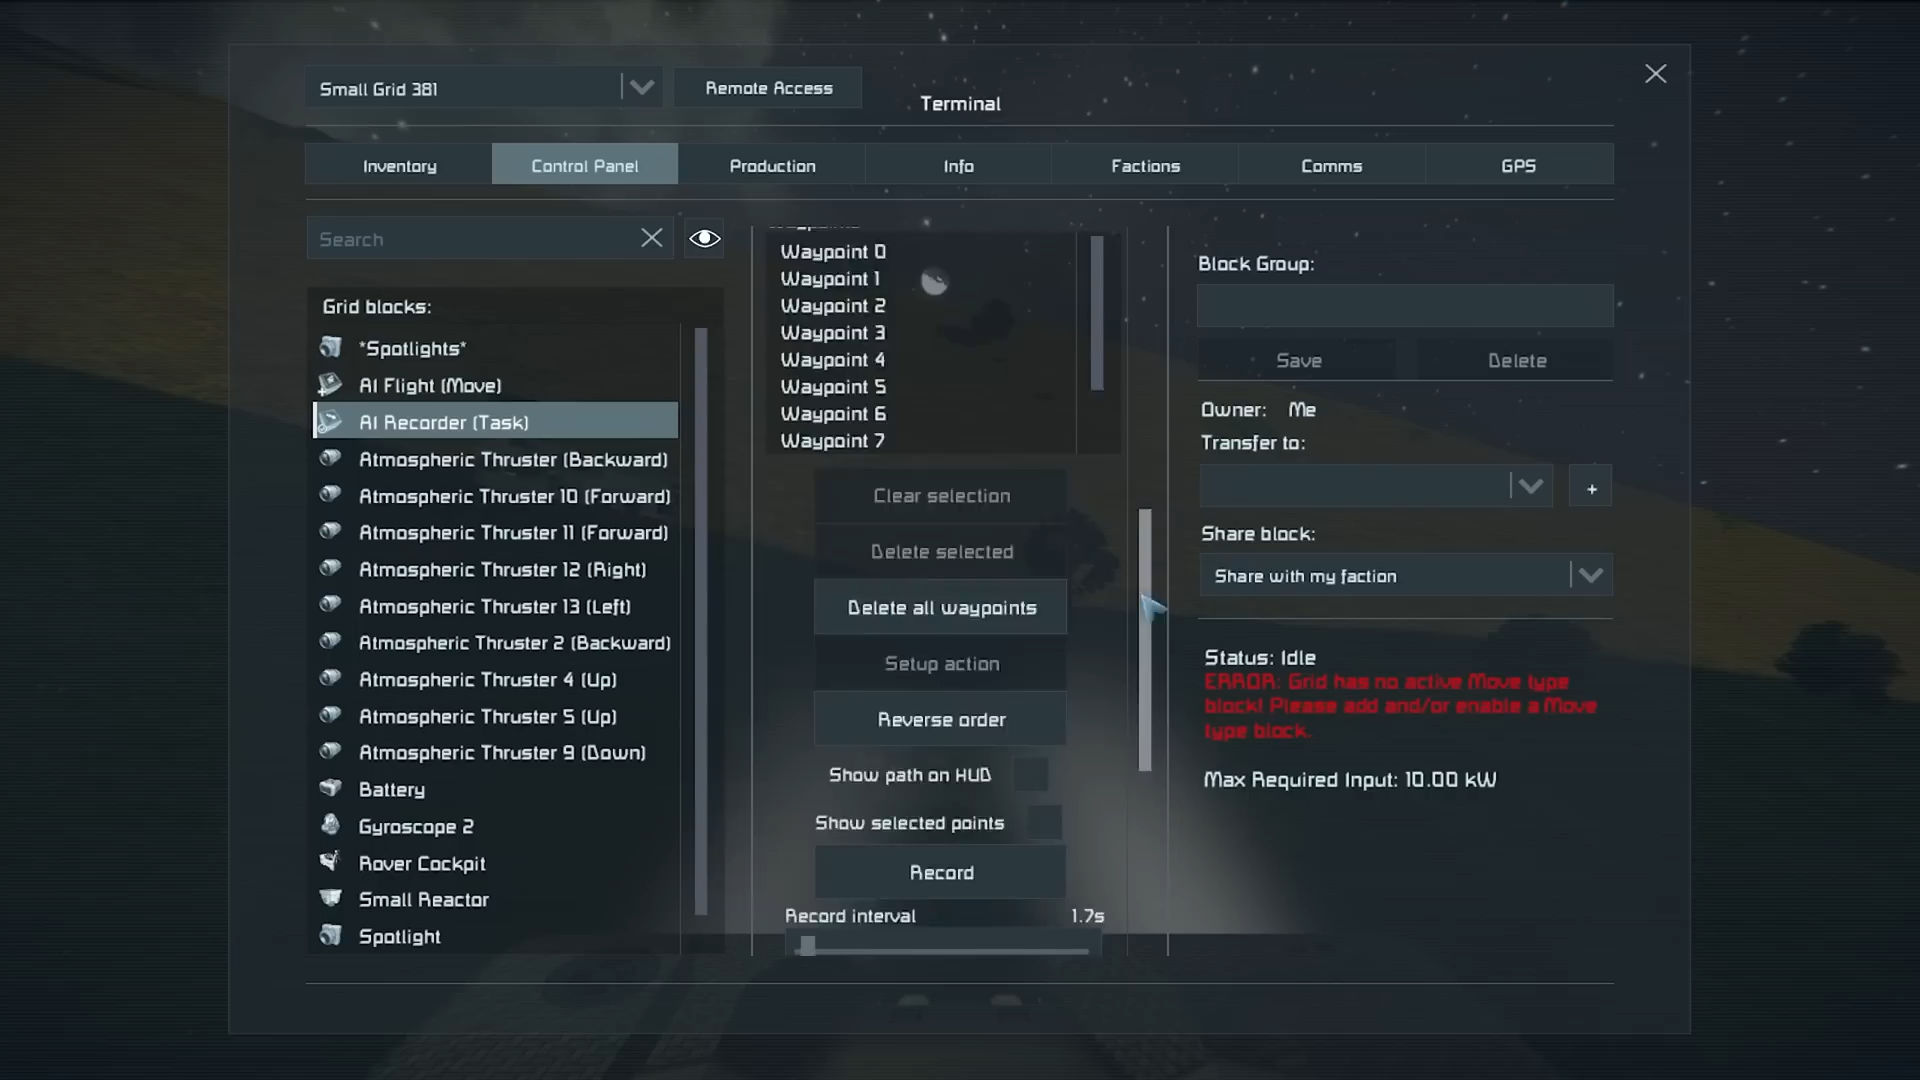 Small Grid 381
Remote Access
Terminal
Inventory
Control Panel
Production
Info
Factions
Comms
GPS
Search
Grid blocks:
*Spotlights*
AI Flight (Move)
AI Recorder (Task)
Atmospheric Thruster (Backward)
Atmospheric Thruster 10 (Forward)
Atmospheric Thruster 11 (Forward)
Atmospheric Thruster 12 (Right)
Atmospheric Thruster 13 (Left)
Atmospheric Thruster 2 (Backward)
Atmospheric Thruster 4 (Up)
Atmospheric Thruster 5 (Up)
Atmospheric Thruster 9 (Down)
Battery
Gyroscope 2
Rover Cockpit
Small Reactor
Spotlight
Waypoint 0
Waypoint 1
Waypoint 2
Waypoint 3
Waypoint 4
Waypoint 5
Waypoint 6
Waypoint 7
Clear selection
Delete selected
Delete all waypoints
Setup action
Reverse order
Show path on HUD
Show selected points
Record
Record interval 1.7s
Block Group:
Save
Delete
Owner: Me
Transfer to:
+
Share block:
Share with my faction
Status: Idle
ERROR: Grid has no active Move type
block! Please add and/or enable a Move
type block.
Max Required Input: 10.00 kW